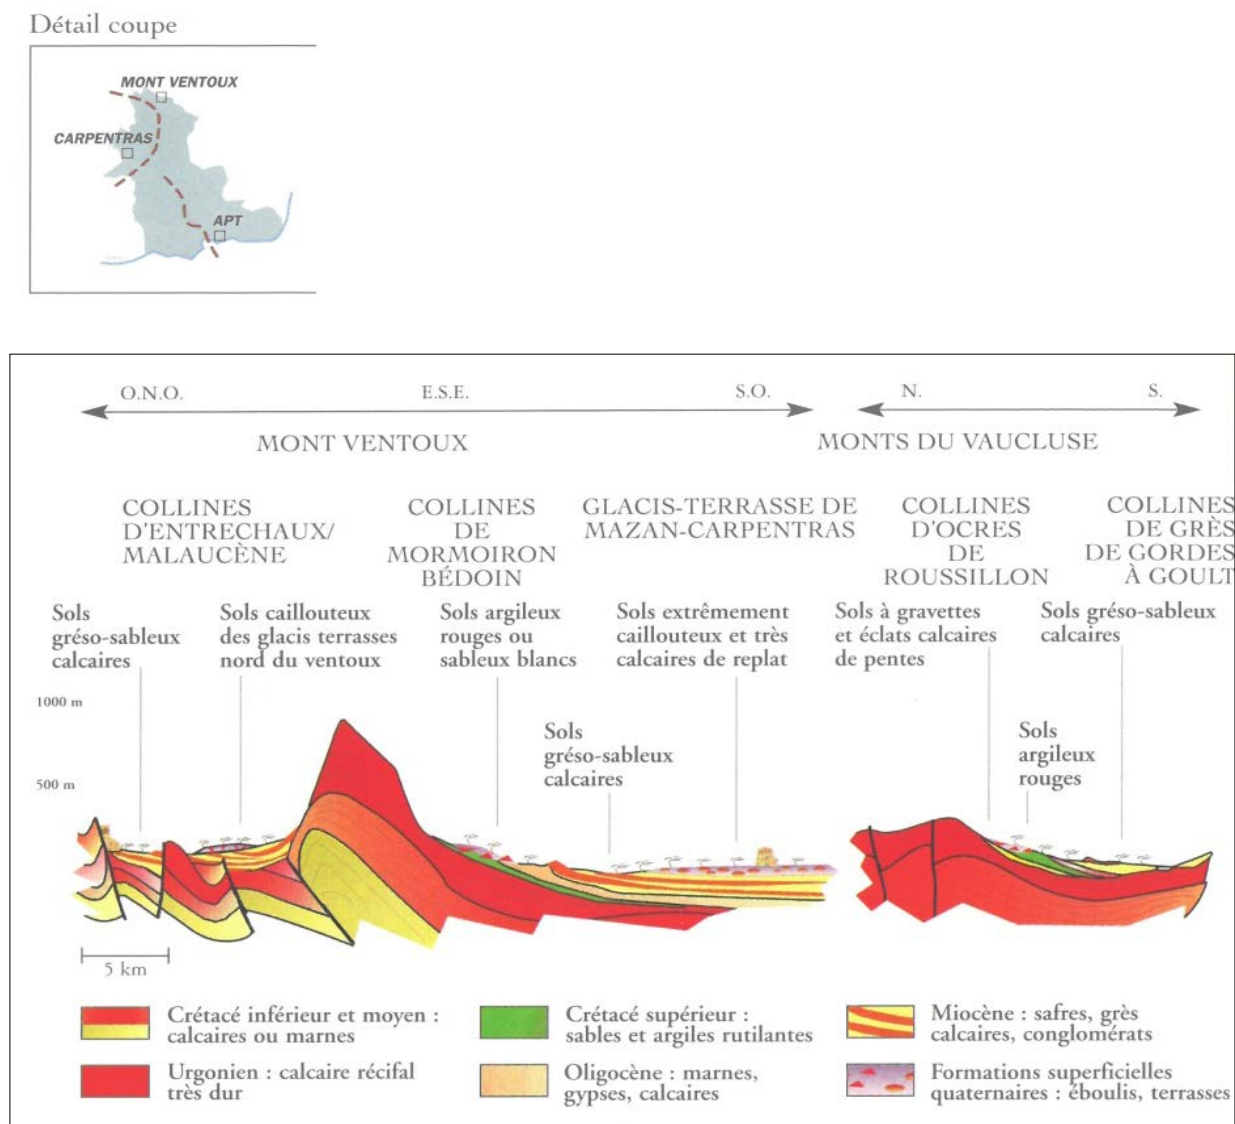 Détail coupe
MONT VENTOUX
CARPENTRAS
APT
O.N.O.
E.S.E.
S.O.
N.
S.
MONT VENTOUX
MONTS DU VAUCLUSE
COLLINES
D'ENTRECHAUX/
MALAUCÈNE
COLLINES
DE
MORMOIRON
BÉDOIN
GLACIS-TERRASSE DE
MAZAN-CARPENTRAS
COLLINES
D'OCRES
DE
ROUSSILLON
COLLINES
DE GRÈS
DE GORDES
À GOULT
Sols
gréso-sableux
calcaires
Sols caillouteux
des glacis terrasses
nord du ventoux
Sols argileux
rouges ou
sableux blancs
Sols extrêmement
caillouteux et très
calcaires de replat
Sols à gravettes
et éclats calcaires
de pentes
Sols gréso-sableux
calcaires
Sols
gréso-sableux
calcaires
Sols
argileux
rouges
1000 m
500 m
5 km
Crétacé inférieur et moyen :
calcaires ou marnes
Urgonien : calcaire récifal
très dur
Crétacé supérieur :
sables et argiles rutilantes
Oligocène : marnes,
gypses, calcaires
Miocène : safres, grès
calcaires, conglomérats
Formations superficielles
quaternaires : éboulis, terrasses